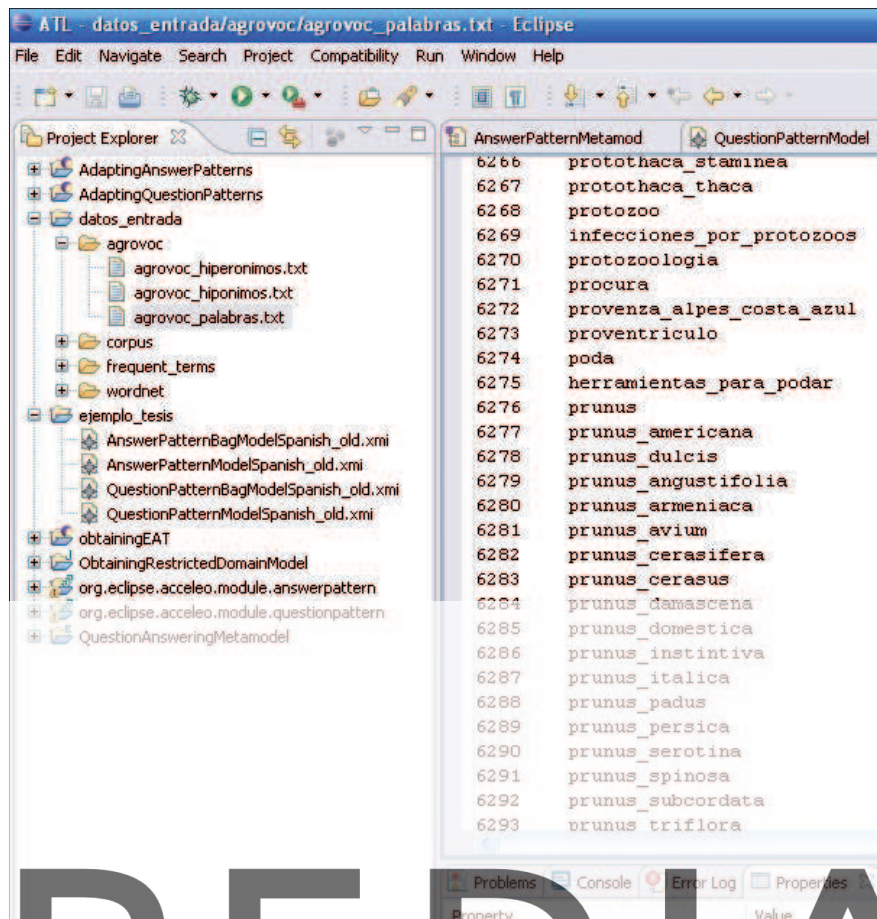 ATL - datos_entrada/agrovoc/agrovoc_palabras.txt - Eclipse
File Edit Navigate Search Project Compatibility Run Window Help
Project Explorer
AdaptingAnswerPatterns
AdaptingQuestionPatterns
datos_entrada
agrovoc
agrovoc_hiperonimos.txt
agrovoc_hiponimos.txt
agrovoc_palabras.txt
corpus
frequent_terms
wordnet
ejemplo_tesis
AnswerPatternBagModelSpanish_old.xmi
AnswerPatternModelSpanish_old.xmi
QuestionPatternBagModelSpanish_old.xmi
QuestionPatternModelSpanish_old.xmi
obtainingEAT
ObtainingRestrictedDomainModel
org.eclipse.acceleo.module.answerpattern
org.eclipse.acceleo.module.questionpattern
QuestionAnsweringMetamodel
AnswerPatternMetamod QuestionPatternModel
6266 protothaca_staminea
6267 protothaca_thaca
6268 protozoo
6269 infecciones_por_protozoos
6270 protozoologia
6271 procura
6272 provenza_alpes_costa_azul
6273 proventriculo
6274 poda
6275 herramientas_para_podar
6276 prunus
6277 prunus_americana
6278 prunus_dulcis
6279 prunus_angustifolia
6280 prunus_armeniaca
6281 prunus_avium
6282 prunus_cerasifera
6283 prunus_cerasus
6284 prunus_damascena
6285 prunus_domestica
6286 prunus_instintiva
6287 prunus_italica
6288 prunus_padus
6289 prunus_persica
6290 prunus_serotina
6291 prunus_spinosa
6292 prunus_subcordata
6293 prunus_triflora
Problems Console Error Log Properties
Property Value